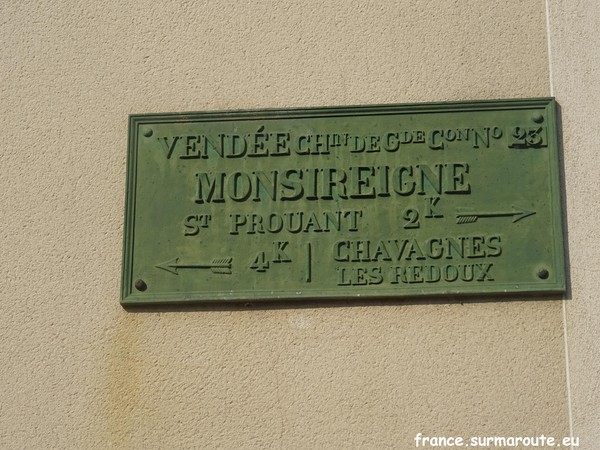 VENDÉE CHIN DE GDE CON NO 23
MONSIREIGNE
ST PROUANT 2K
4K CHAVAGNES
LES REDOUX
france.surmaroute.eu